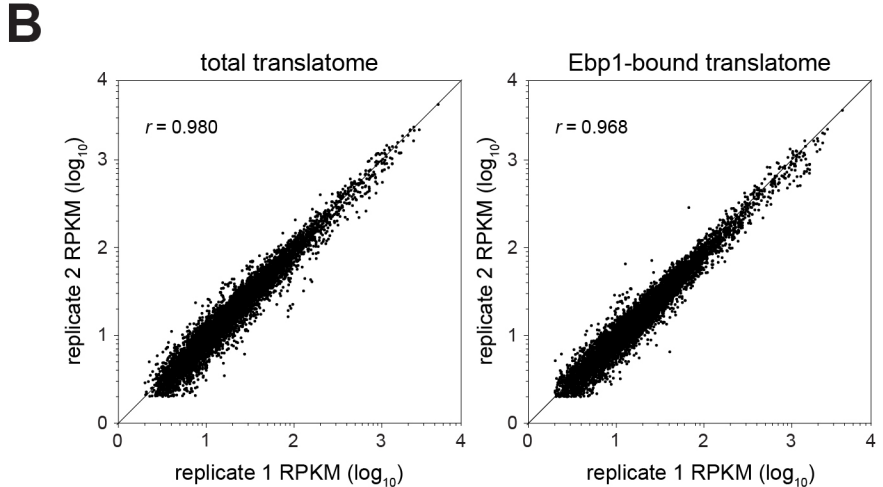 B
total translatome
Ebp1-bound translatome
r = 0.980
r = 0.968
replicate 2 RPKM (log10)
4
3
2
1
0
0 1 2 3 4
replicate 1 RPKM (log10)
replicate 2 RPKM (log10)
4
3
2
1
0
0 1 2 3 4
replicate 1 RPKM (log10)